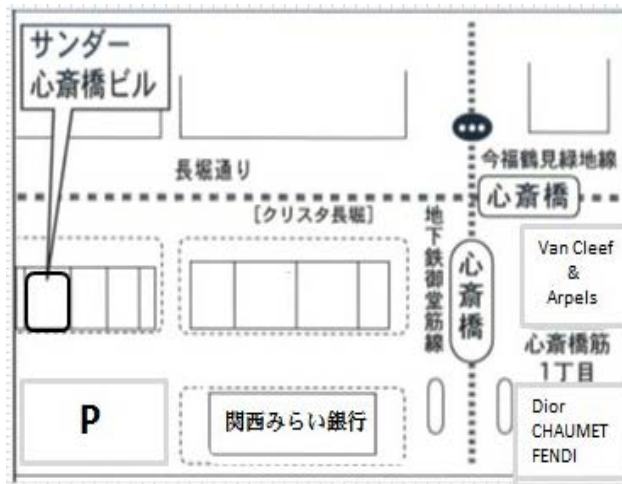 サンダー
心斎橋ビル
長堀通り
今福鶴見緑地線
心斎橋
[クリスタ長堀]
地下鉄御堂筋線
心斎橋
Van Cleef
&
Arpels
心斎橋筋
1丁目
P
関西みらい銀行
Dior
CHAUMET
FENDI